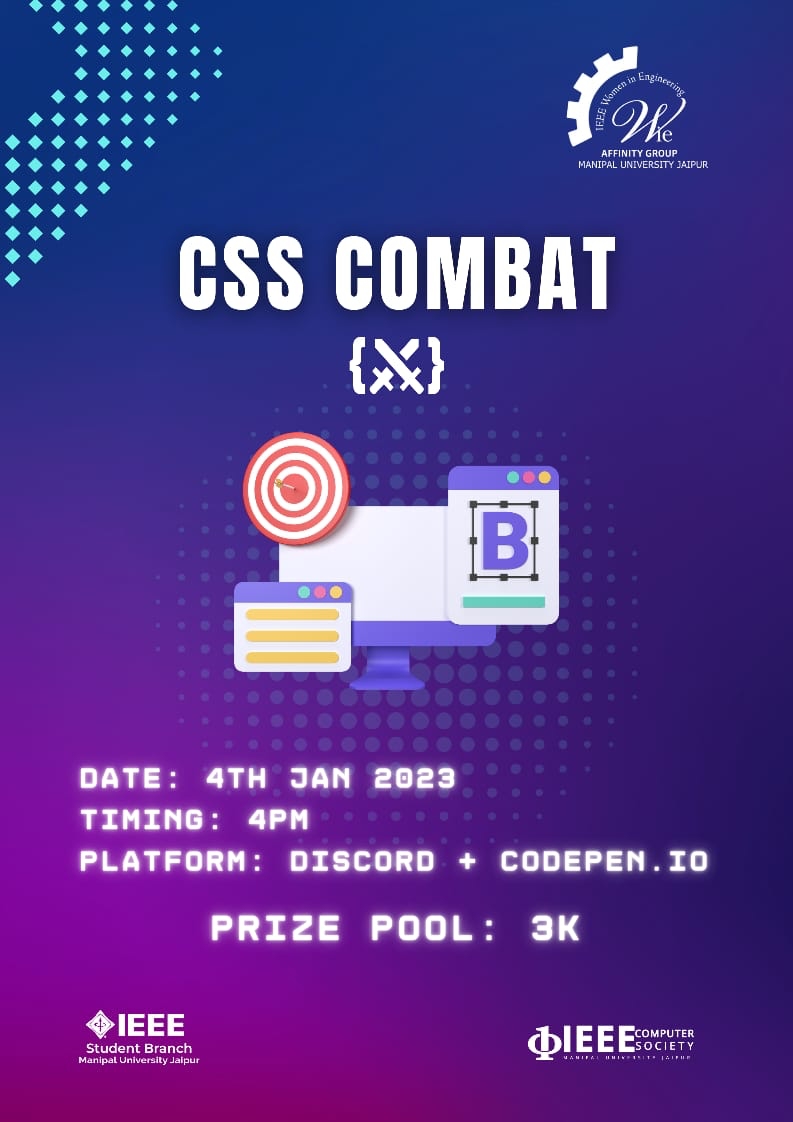 IEEE Women in Engineering
WIE
AFFINITY GROUP
MANIPAL UNIVERSITY JAIPUR
CSS COMBAT
{ }
B
DATE: 4TH JAN 2023
TIMING: 4PM
PLATFORM: DISCORD + CODEPEN.IO
PRIZE POOL: 3K
IEEE
Student Branch
Manipal University Jaipur
IEEE COMPUTER
SOCIETY
MANIPAL UNIVERSITY JAIPUR